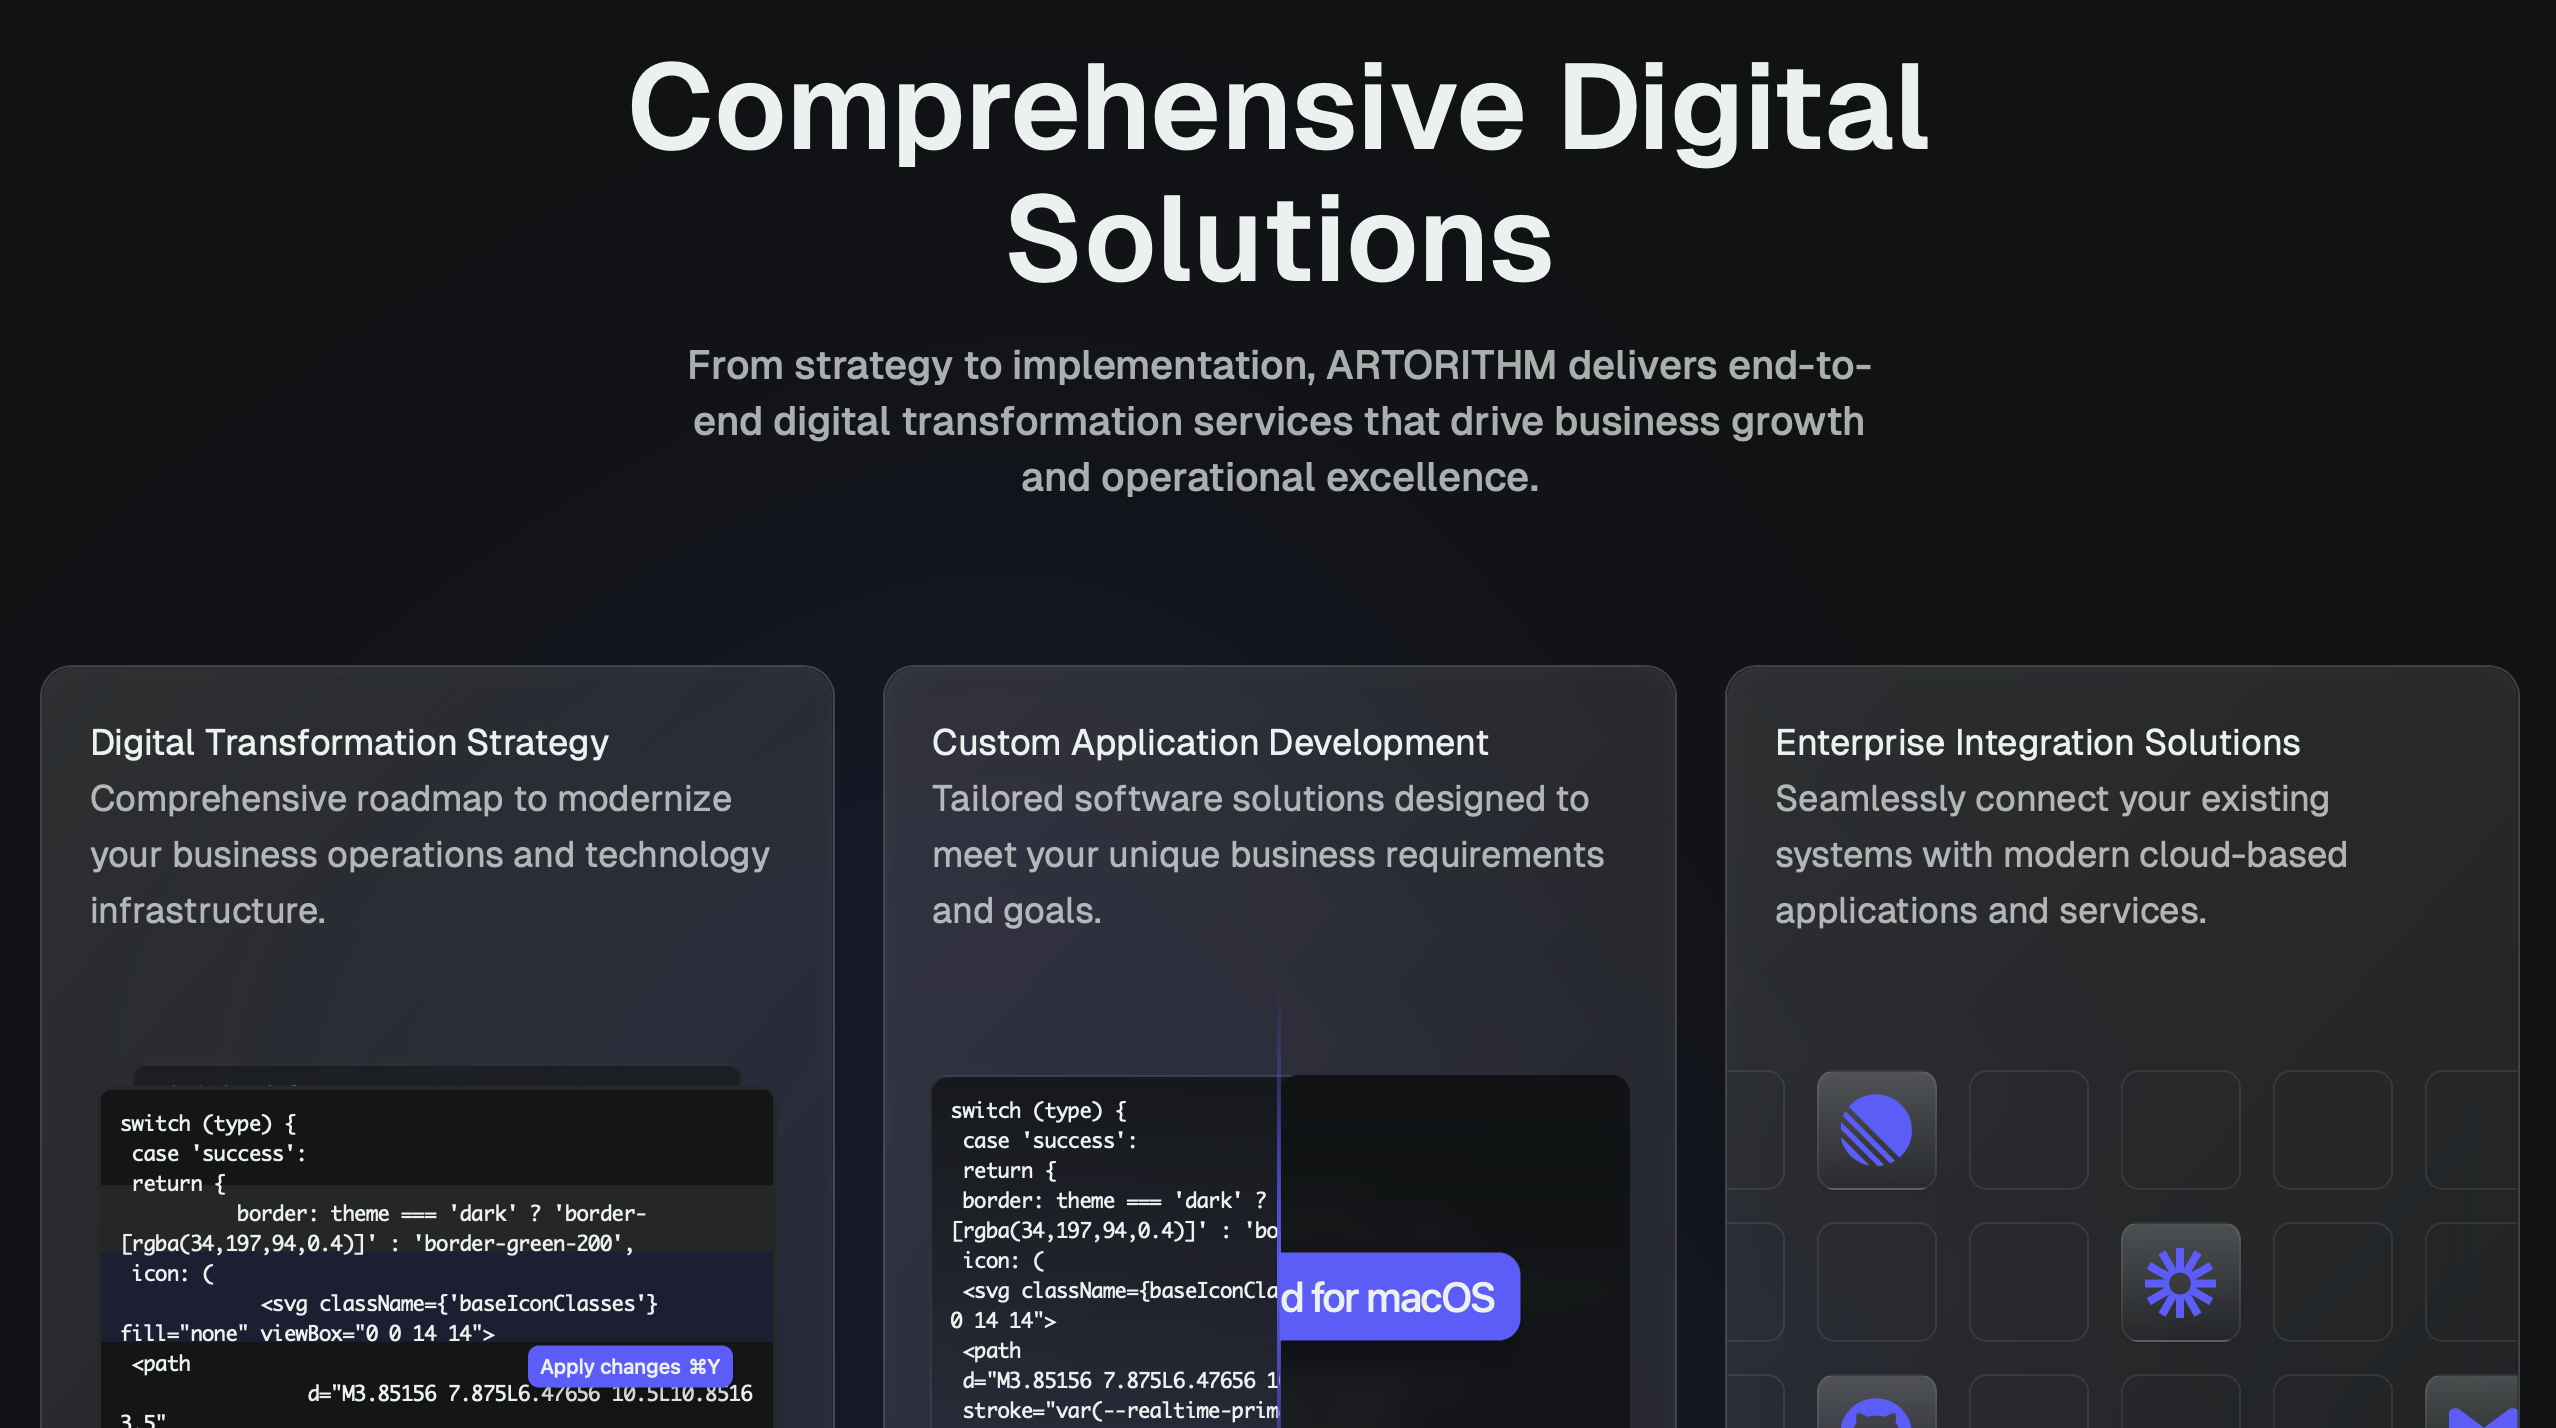 Comprehensive Digital
Solutions
From strategy to implementation, ARTORITHM delivers end-to-
end digital transformation services that drive business growth
and operational excellence.
Digital Transformation Strategy
Comprehensive roadmap to modernize
your business operations and technology
infrastructure.
switch (type) {
case 'success':
return {
border: theme === 'dark' ? 'border-
[rgba(34,197,94,0.4)]' : 'border-green-200',
icon: (
<svg className={'baseIconClasses'}
fill="none" viewBox="0 0 14 14">
<path
Apply changes ⌘Y
d="M3.85156 7.875L6.47656 10.5L10.8516
3.5"
Custom Application Development
Tailored software solutions designed to
meet your unique business requirements
and goals.
switch (type) {
case 'success':
return {
border: theme === 'dark' ?
[rgba(34,197,94,0.4)]' : 'bo
icon: (
<svg className={baseIconCla
0 14 14">
<path
d="M3.85156 7.875L6.47656 1
stroke="var(--realtime-prim
d for macOS
Enterprise Integration Solutions
Seamlessly connect your existing
systems with modern cloud-based
applications and services.